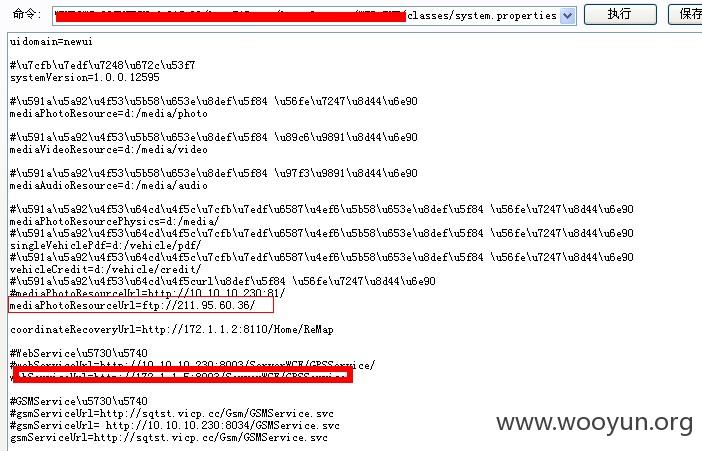 命令:
/classes/system.properties
执行
保存
uidomain=newui
#\u7cfb\u7edf\u7248\u672c\u53f7
systemVersion=1.0.0.12595
#\u591a\u5a92\u4f53\u5b58\u653e\u8def\u5f84 \u56fe\u7247\u8d44\u6e90
mediaPhotoResource=d:/media/photo
#\u591a\u5a92\u4f53\u5b58\u653e\u8def\u5f84 \u89c6\u9891\u8d44\u6e90
mediaVideoResource=d:/media/video
#\u591a\u5a92\u4f53\u5b58\u653e\u8def\u5f84 \u97f3\u9891\u8d44\u6e90
mediaAudioResource=d:/media/audio
#\u591a\u5a92\u4f53\u64cd\u4f5c\u7cfb\u7edf\u6587\u4ef6\u5b58\u653e\u8def\u5f84 \u56fe\u7247\u8d44\u6e90
mediaPhotoResourcePhysics=d:/media/
#\u591a\u5a92\u4f53\u64cd\u4f5c\u7cfb\u7edf\u6587\u4ef6\u5b58\u653e\u8def\u5f84 \u56fe\u7247\u8d44\u6e90
singleVehiclePdf=d:/vehicle/pdf/
#\u591a\u5a92\u4f53\u64cd\u4f5c\u7cfb\u7edf\u6587\u4ef6\u5b58\u653e\u8def\u5f84 \u56fe\u7247\u8d44\u6e90
vehicleCredit=d:/vehicle/credit/
#\u591a\u5a92\u4f53\u64cd\u4f5curl\u8def\u5f84 \u56fe\u7247\u8d44\u6e90
#mediaPhotoResourceUrl=http://10.10.10.230:81/
mediaPhotoResourceUrl=ftp://211.95.60.36/
coordinateRecoveryUrl=http://172.1.1.2:8110/Home/ReMap
#WebService\u5730\u5740
#webServiceUrl=http://10.10.10.230:8003/ServerWCF/GPSService/
#GSMService\u5730\u5740
#gsmServiceUrl=http://sqtst.vicp.cc/Gsm/GSMService.svc
#gsmServiceUrl= http://10.10.10.230:8034/GSMService.svc
gsmServiceUrl=http://sqtst.vicp.cc/Gsm/GSMService.svc
www.wooyun.org